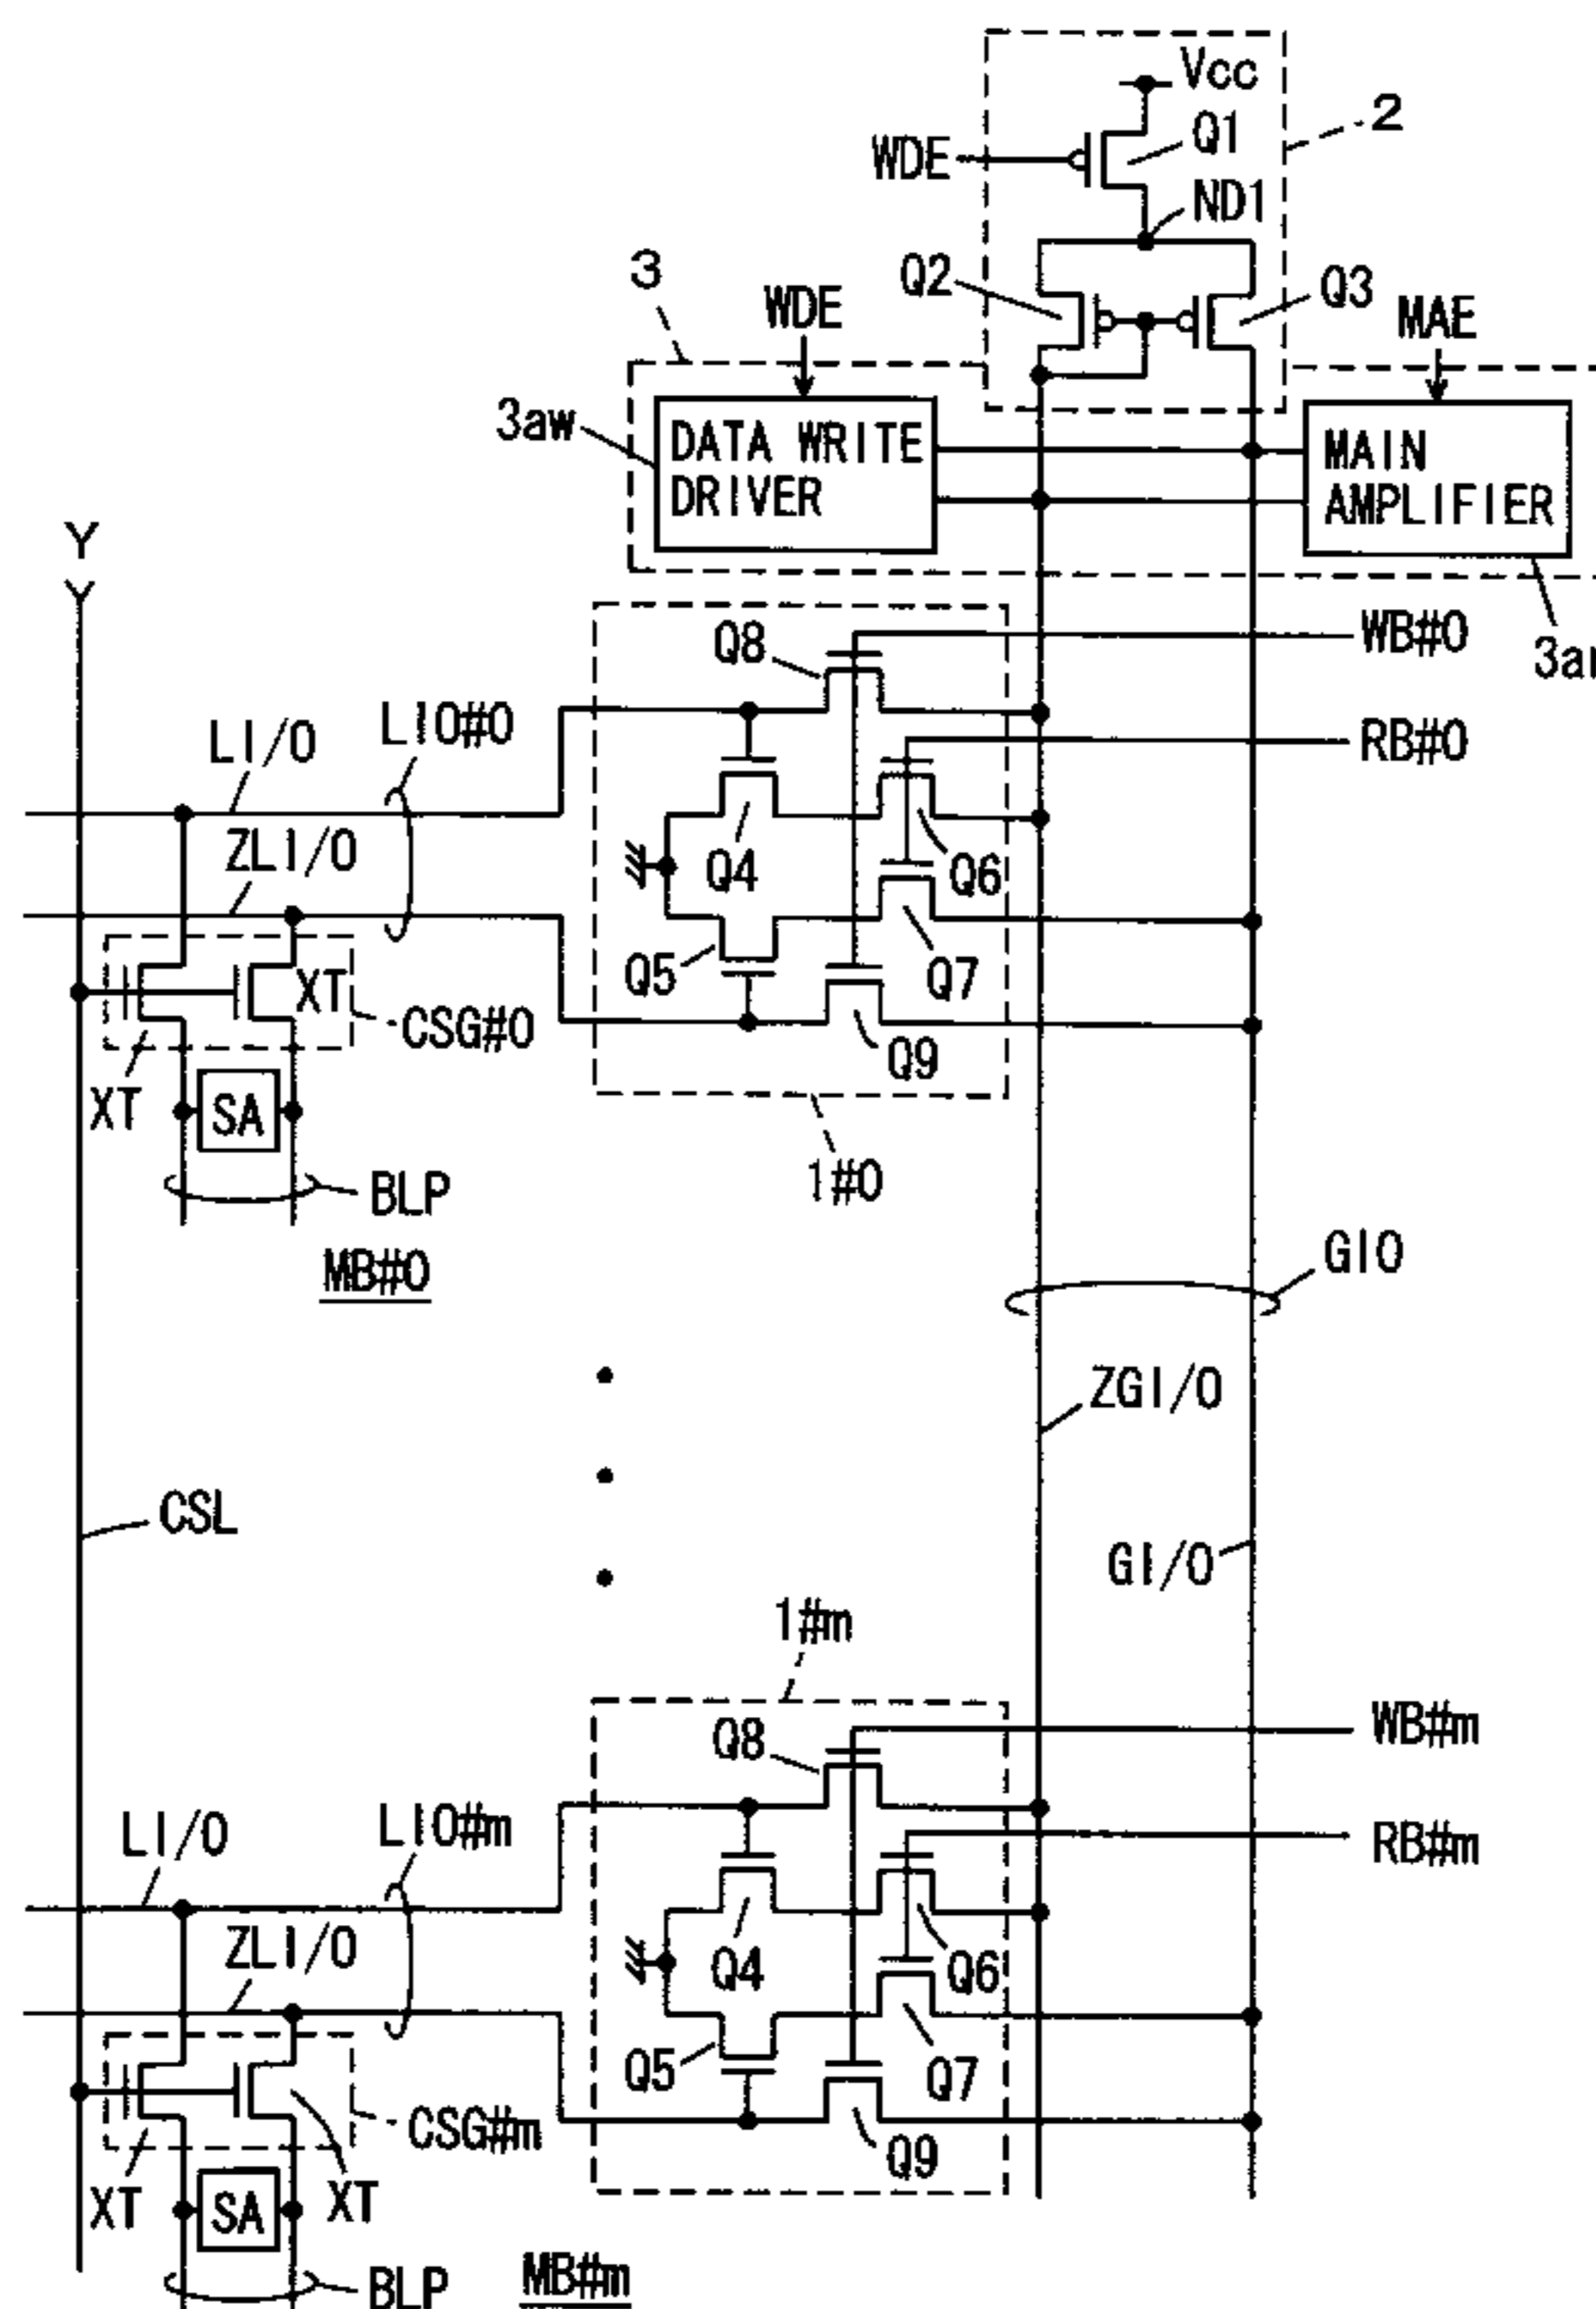 Vcc
2
Q1
WDE
ND1
3
WDE
Q2
Q3
MAE
3aw
DATA WRITE
DRIVER
MAIN
AMPLIFIER
Y
Y
Q8
WB#0
3ar
LI/O
LIO#0
RB#0
ZLI/O
Q4
Q6
Q5
Q7
XT
CSG#0
Q9
XT
SA
BLP
1#0
MB#0
GIO
ZGI/O
CSL
GI/O
1#m
Q8
WB#m
LI/O
LIO#m
RB#m
ZLI/O
Q4
Q6
Q5
Q7
CSG#m
Q9
XT
SA
XT
BLP
MB#m